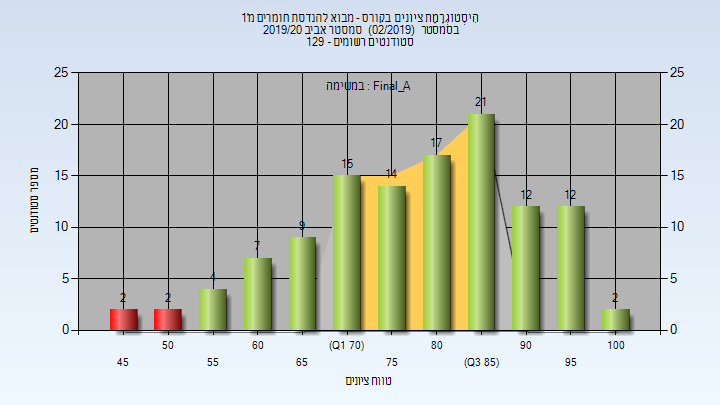 הִיסְטוֹגְרַמַּת ציונים בקורס - מבוא להנדסת חומרים מ'1
בסמסטר (02/2019) סמסטר אביב 2019/20
סטודנטים רשומים - 129
במשימה : Final_A
מספר סטודנטים
25 25
20 20
15 15
10 10
5 5
0 0
2 2 4 7 9 15 14 17 21 12 12 2
50 60 (Q1 70) 80 90 100
45 55 65 75 (Q3 85) 95
טווח ציונים